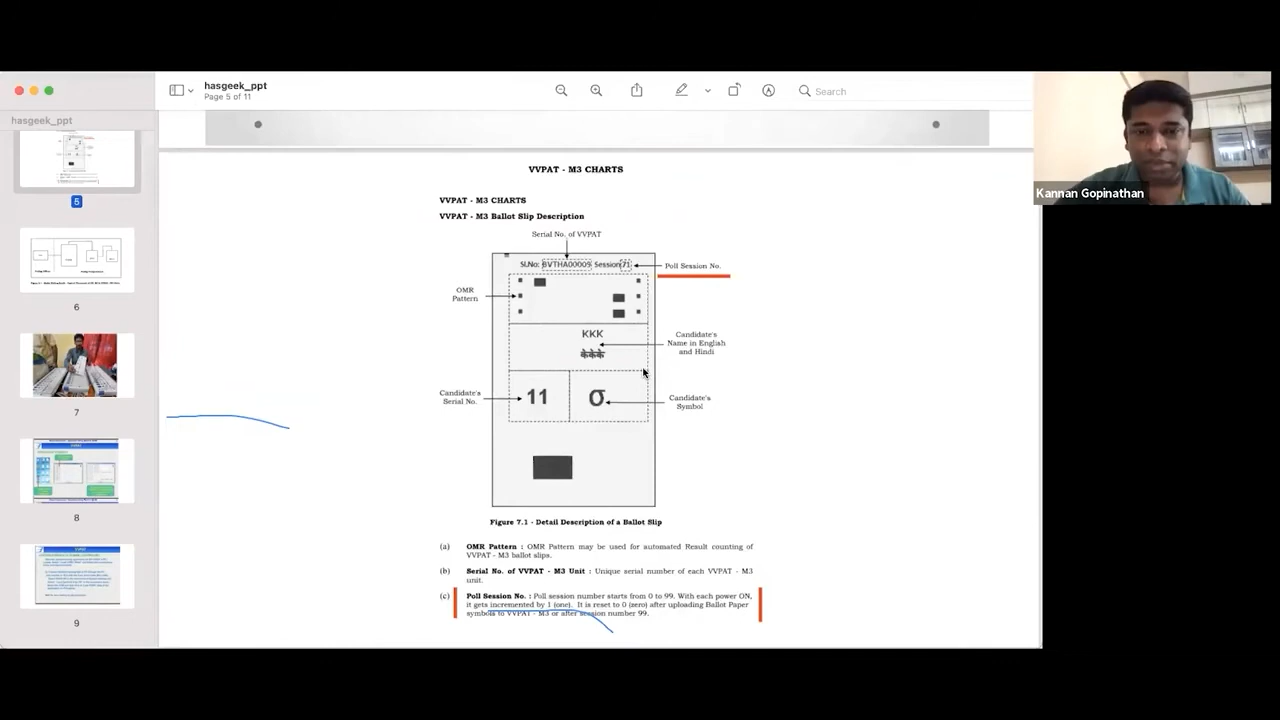 hasgeek_ppt
Page 5 of 11
Search
hasgeek_ppt
5
6
7
8
9
Kannan Gopinathan
VVPAT - M3 CHARTS
VVPAT - M3 CHARTS
VVPAT - M3 Ballot Slip Description
Serial No. of VVPAT
Sl.No: BVTHA00009 Session:71
Poll Session No.
OMR
Pattern
KKK
केकेके
Candidate's
Name in English
and Hindi
Candidate's
Serial No.
11
σ
Candidate's
Symbol
Figure 7.1 - Detail Description of a Ballot Slip
(a) OMR Pattern : OMR Pattern may be used for automated Result counting of
VVPAT - M3 ballot slips.
(b) Serial No. of VVPAT - M3 Unit : Unique serial number of each VVPAT - M3
unit.
(c) Poll Session No. : Poll session number starts from 0 to 99. With each power ON,
it gets incremented by 1 (one). It is reset to 0 (zero) after uploading Ballot Paper
symbols to VVPAT - M3 or after session number 99.